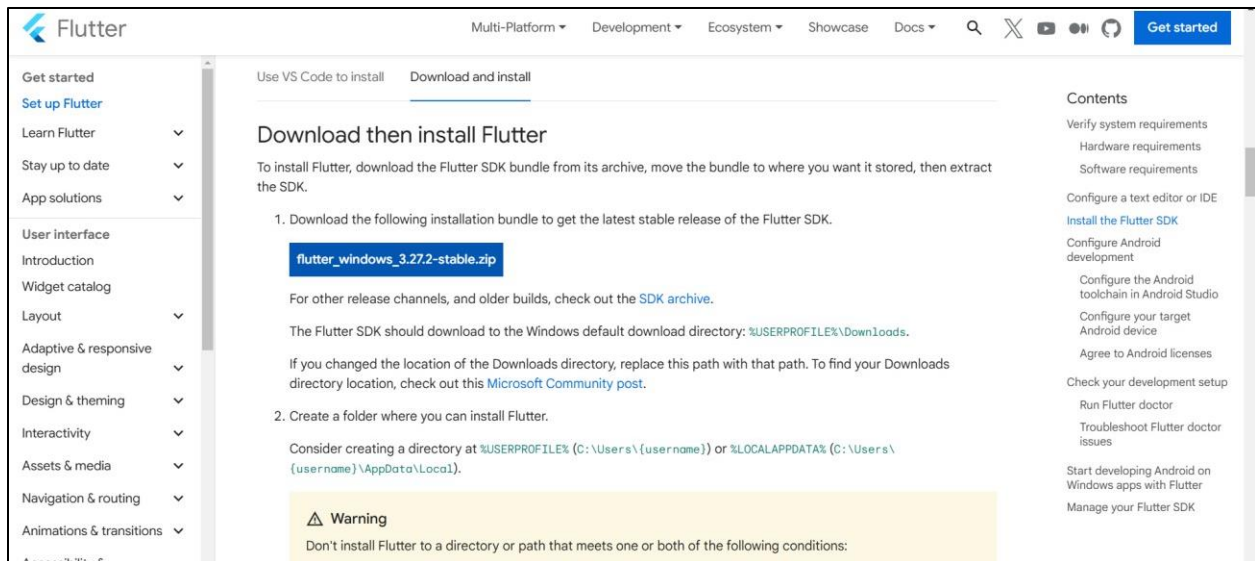 Flutter
Multi-Platform
Development
Ecosystem
Showcase
Docs
Get started
Get started
Set up Flutter
Learn Flutter
Stay up to date
App solutions
User interface
Introduction
Widget catalog
Layout
Adaptive & responsive
design
Design & theming
Interactivity
Assets & media
Navigation & routing
Animations & transitions
Use VS Code to install
Download and install
Download then install Flutter
To install Flutter, download the Flutter SDK bundle from its archive, move the bundle to where you want it stored, then extract
the SDK.
1. Download the following installation bundle to get the latest stable release of the Flutter SDK.
flutter_windows_3.27.2-stable.zip
For other release channels, and older builds, check out the SDK archive.
The Flutter SDK should download to the Windows default download directory: %USERPROFILE%\Downloads.
If you changed the location of the Downloads directory, replace this path with that path. To find your Downloads
directory location, check out this Microsoft Community post.
2. Create a folder where you can install Flutter.
Consider creating a directory at %USERPROFILE% (C:\Users\{username}) or %LOCALAPPDATA% (C:\Users\
{username}\AppData\Local).
Warning
Don't install Flutter to a directory or path that meets one or both of the following conditions:
Contents
Verify system requirements
Hardware requirements
Software requirements
Configure a text editor or IDE
Install the Flutter SDK
Configure Android
development
Configure the Android
toolchain in Android Studio
Configure your target
Android device
Agree to Android licenses
Check your development setup
Run Flutter doctor
Troubleshoot Flutter doctor
issues
Start developing Android on
Windows apps with Flutter
Manage your Flutter SDK